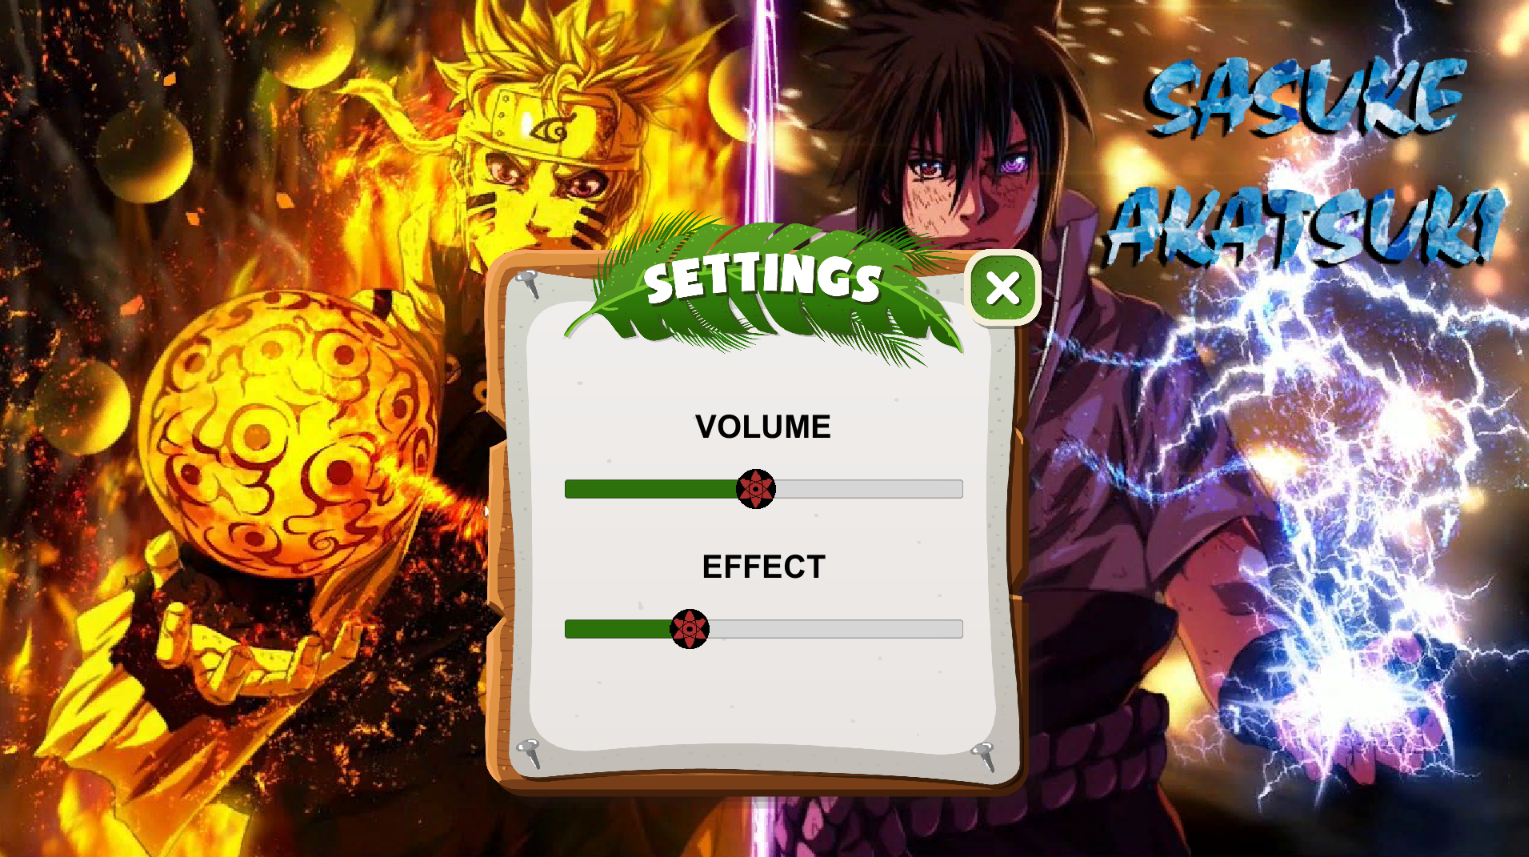 SASUKE
AKATSUKI
SETTINGS
VOLUME
EFFECT